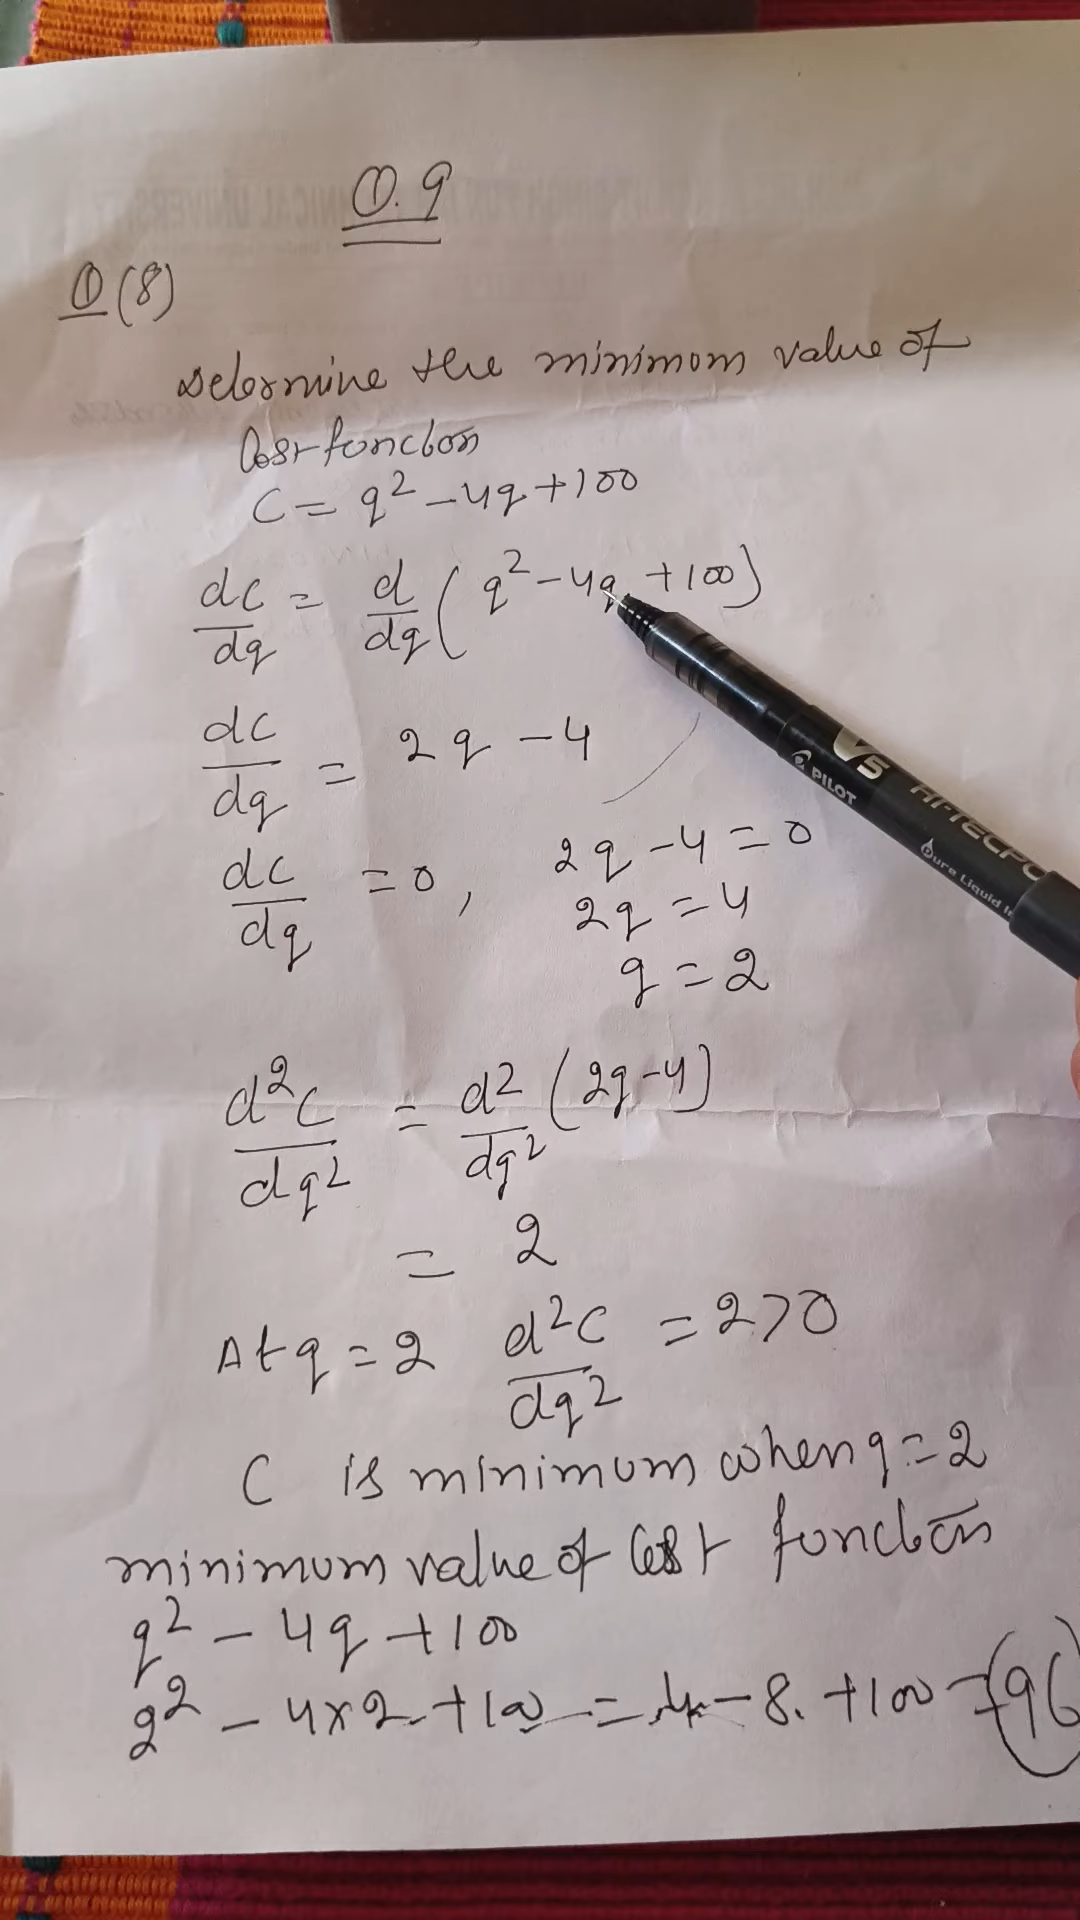 Q.9
Q(8)
Determine the minimum value of
Cost function
C = q² - 4q + 100
dc/dq = d/dq (q² - 4q + 100)
dc/dq = 2q - 4
dc/dq = 0, 2q - 4 = 0
2q = 4
q = 2
d²c/dq² = d²/dq² (2q - 4)
= 2
At q = 2 d²c/dq² = 2 > 0
C is minimum when q = 2
minimum value of Cost function
q² - 4q + 100
2² - 4×2 + 100 = 4 - 8 + 100 = 96
V5
HI-TECPO
PILOT
Pure Liquid